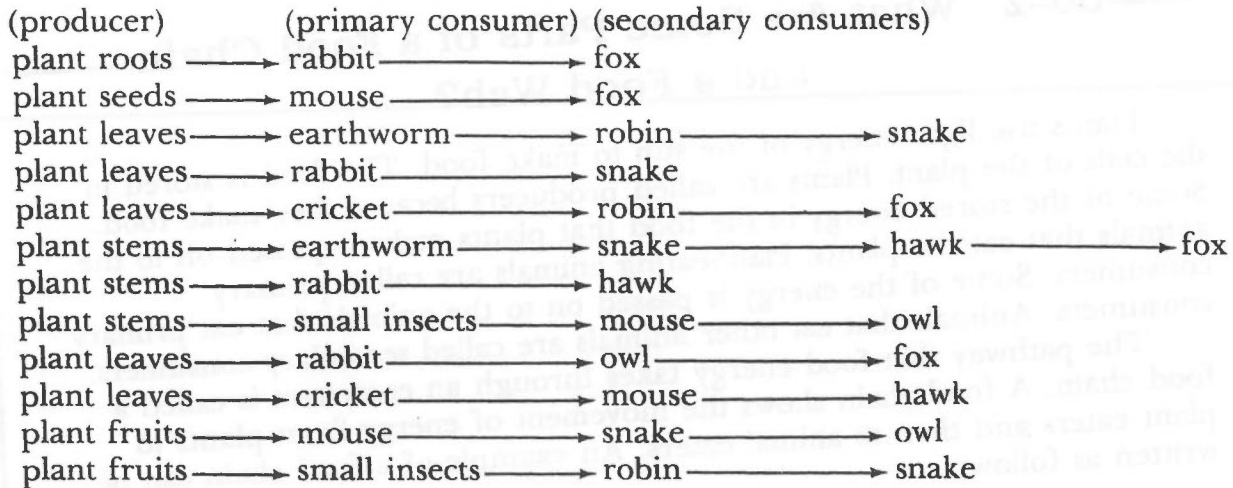 (producer) (primary consumer) (secondary consumers)
plant roots → rabbit → fox
plant seeds → mouse → fox
plant leaves → earthworm → robin → snake
plant leaves → rabbit → snake
plant leaves → cricket → robin → fox
plant stems → earthworm → snake → hawk → fox
plant stems → rabbit → hawk
plant stems → small insects → mouse → owl
plant leaves → rabbit → owl → fox
plant leaves → cricket → mouse → hawk
plant fruits → mouse → snake → owl
plant fruits → small insects → robin → snake